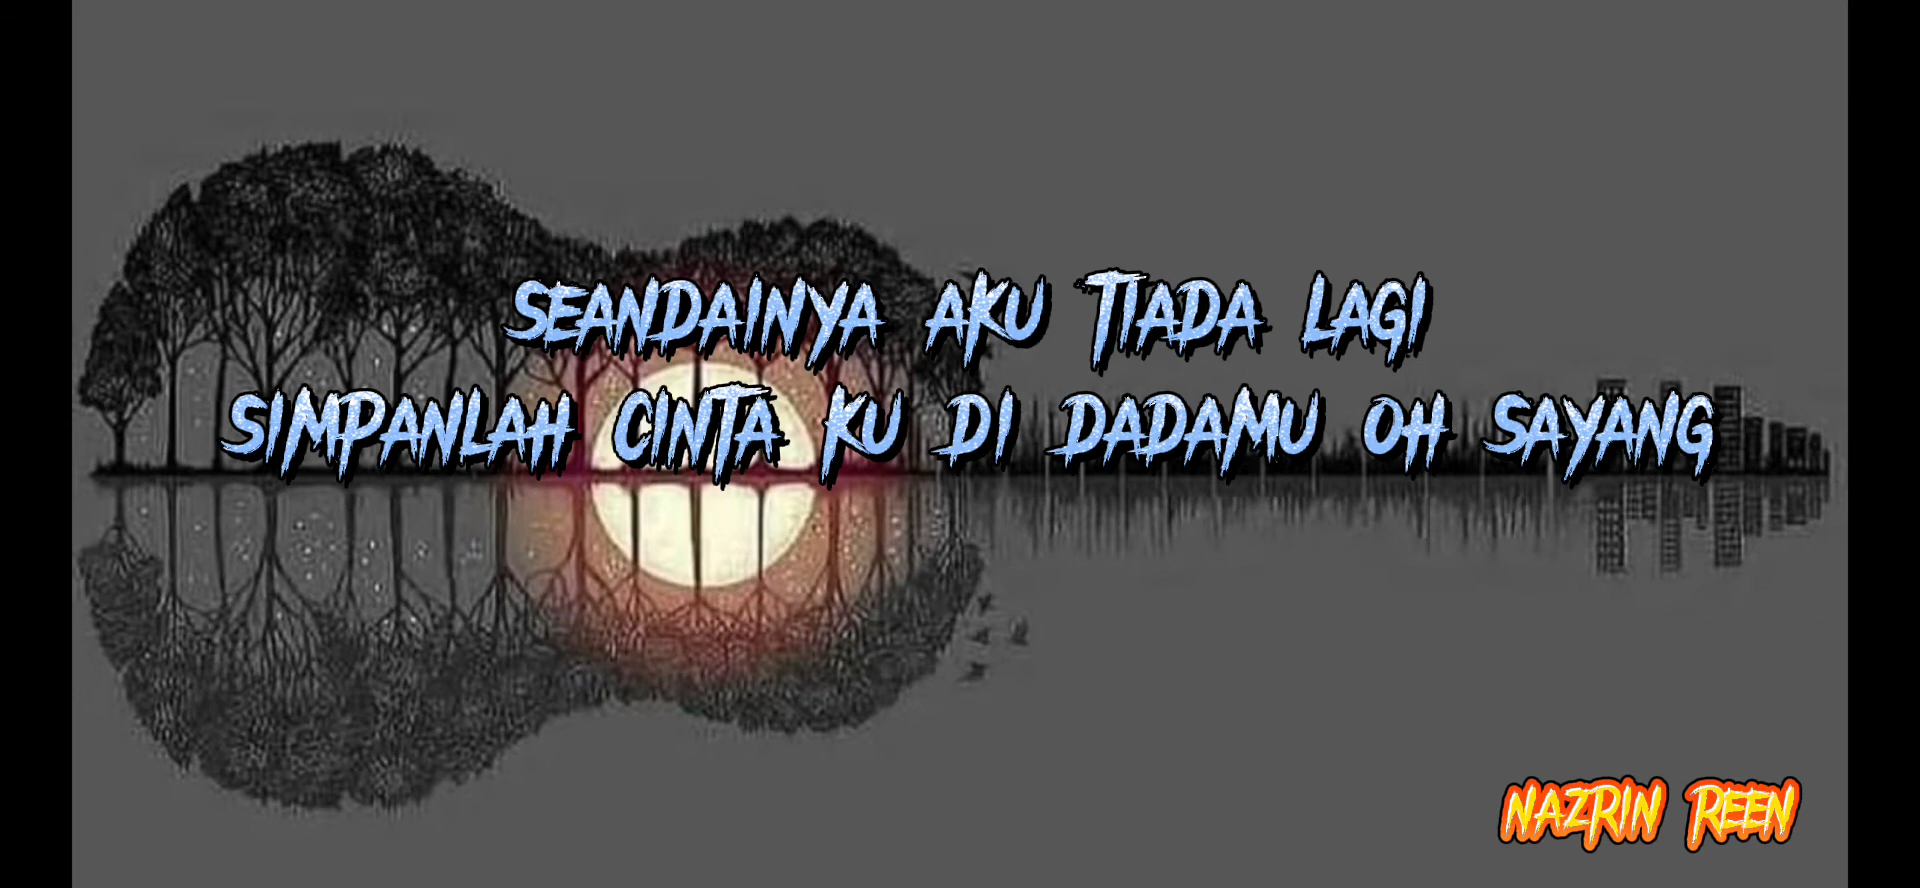 SEANDAINYA AKU TIADA LAGI
SIMPANLAH CINTA KU DI DADAMU OH SAYANG
NAZRIN REEN